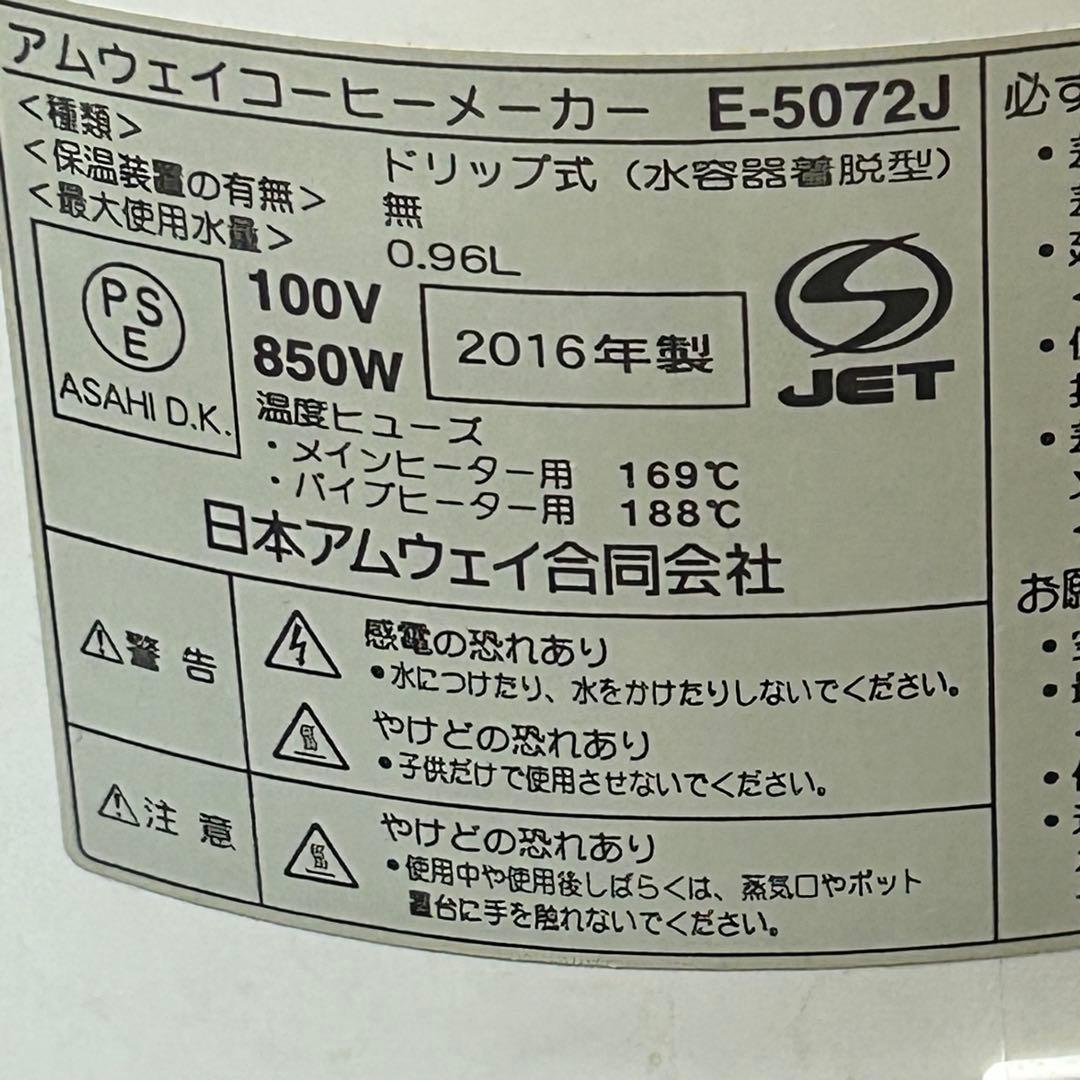 アムウェイコーヒーメーカー E-5072J
<種類> ドリップ式（水容器着脱型）
<保温装置の有無> 無
<最大使用水量> 0.96L
PS
E
ASAHI D.K.
100V
850W
2016年製
JET
温度ヒューズ
・メインヒーター用 169℃
・パイプヒーター用 188℃
日本アムウェイ合同会社
警告
感電の恐れあり
•水につけたり、水をかけたりしないでください。
やけどの恐れあり
•子供だけで使用させないでください。
注意
やけどの恐れあり
•使用中や使用後しばらくは、蒸気口やポット
置台に手を触れないでください。
必ず
お願